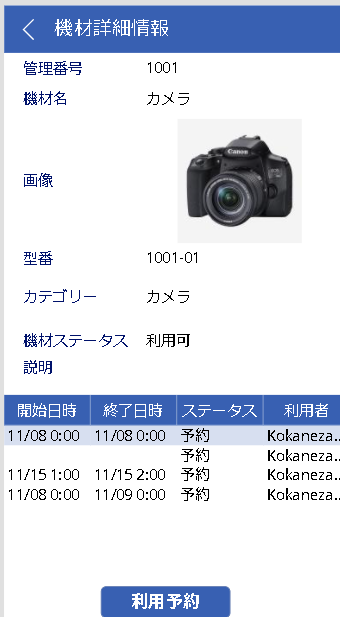 機材詳細情報
管理番号 1001
機材名 カメラ
Canon
画像
型番 1001-01
カテゴリー カメラ
機材ステータス 利用可
説明
開始日時 終了日時 ステータス 利用者
11/08 0:00 11/08 0:00 予約 Kokaneza..
予約 Kokaneza..
11/15 1:00 11/15 2:00 予約 Kokaneza..
11/08 0:00 11/09 0:00 予約 Kokaneza..
利用予約